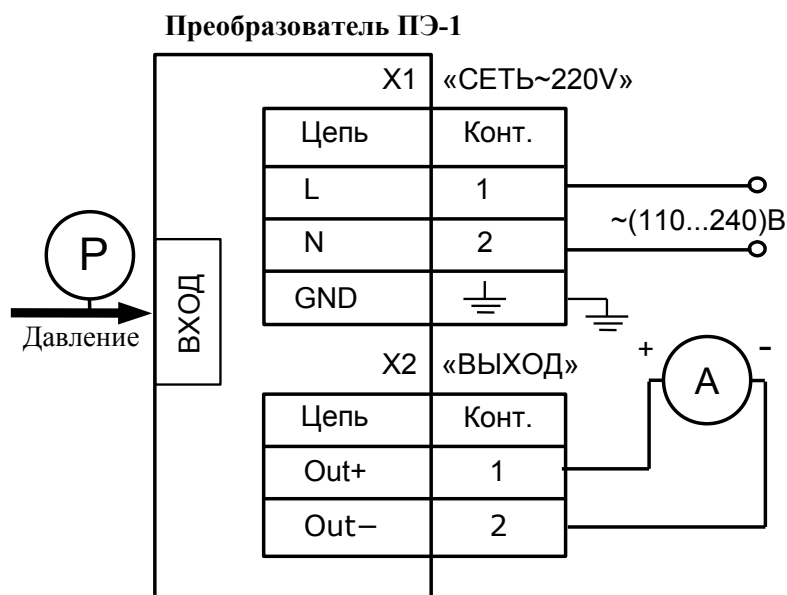 Преобразователь ПЭ-1
X1 «СЕТЬ~220V»
Цепь Конт.
L 1
N 2
~(110...240)В
GND
P
ВХОД
Давление
X2 «ВЫХОД»
+ -
A
Цепь Конт.
Out+ 1
Out− 2